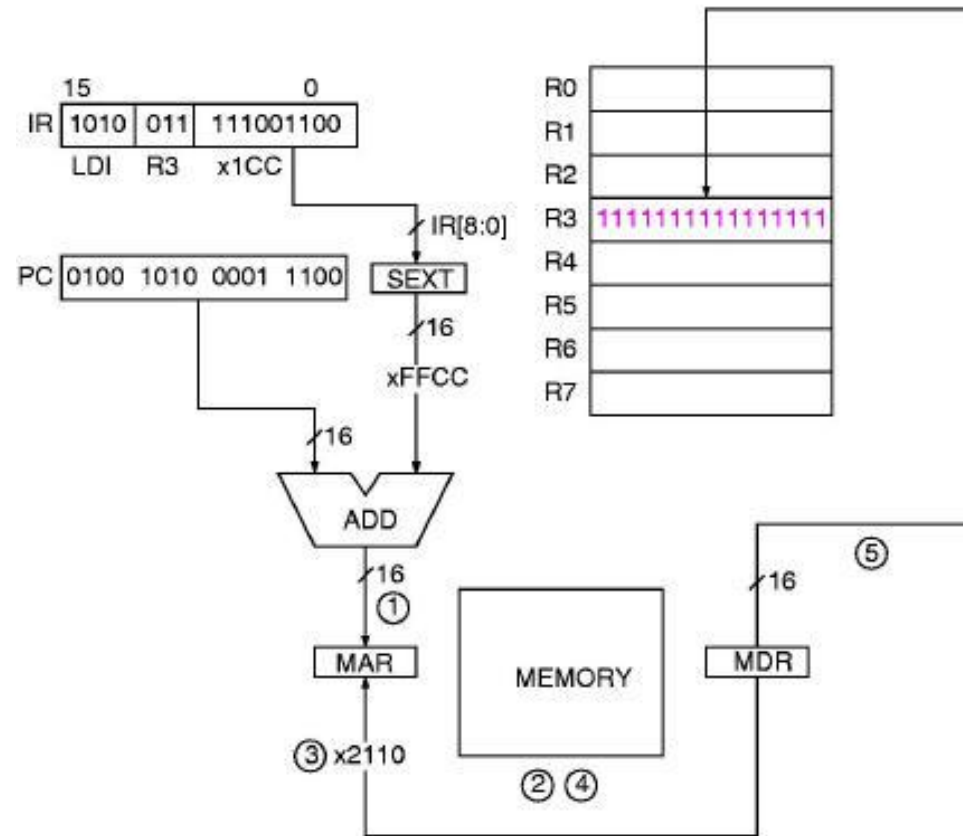 15 0
IR 1010 011 111001100
LDI R3 x1CC
IR[8:0]
PC 0100 1010 0001 1100
SEXT
16
xFFCC
16
ADD
16
①
MAR
③ x2110
MEMORY
② ④
MDR
16
⑤
R0
R1
R2
R3 1111111111111111
R4
R5
R6
R7